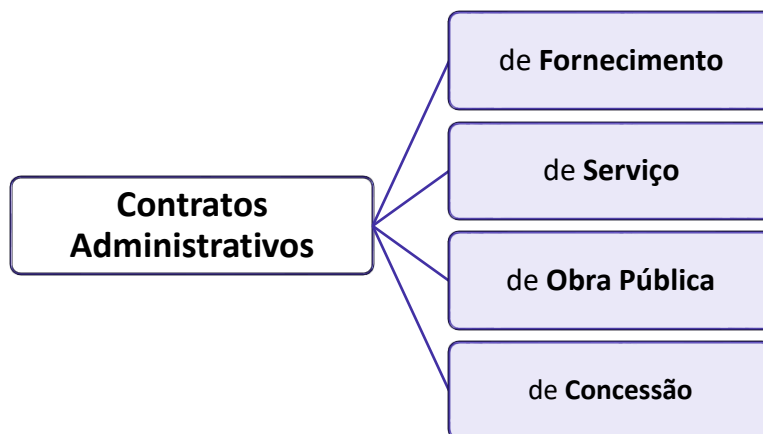 de Fornecimento
de Serviço
Contratos
Administrativos
de Obra Pública
de Concessão